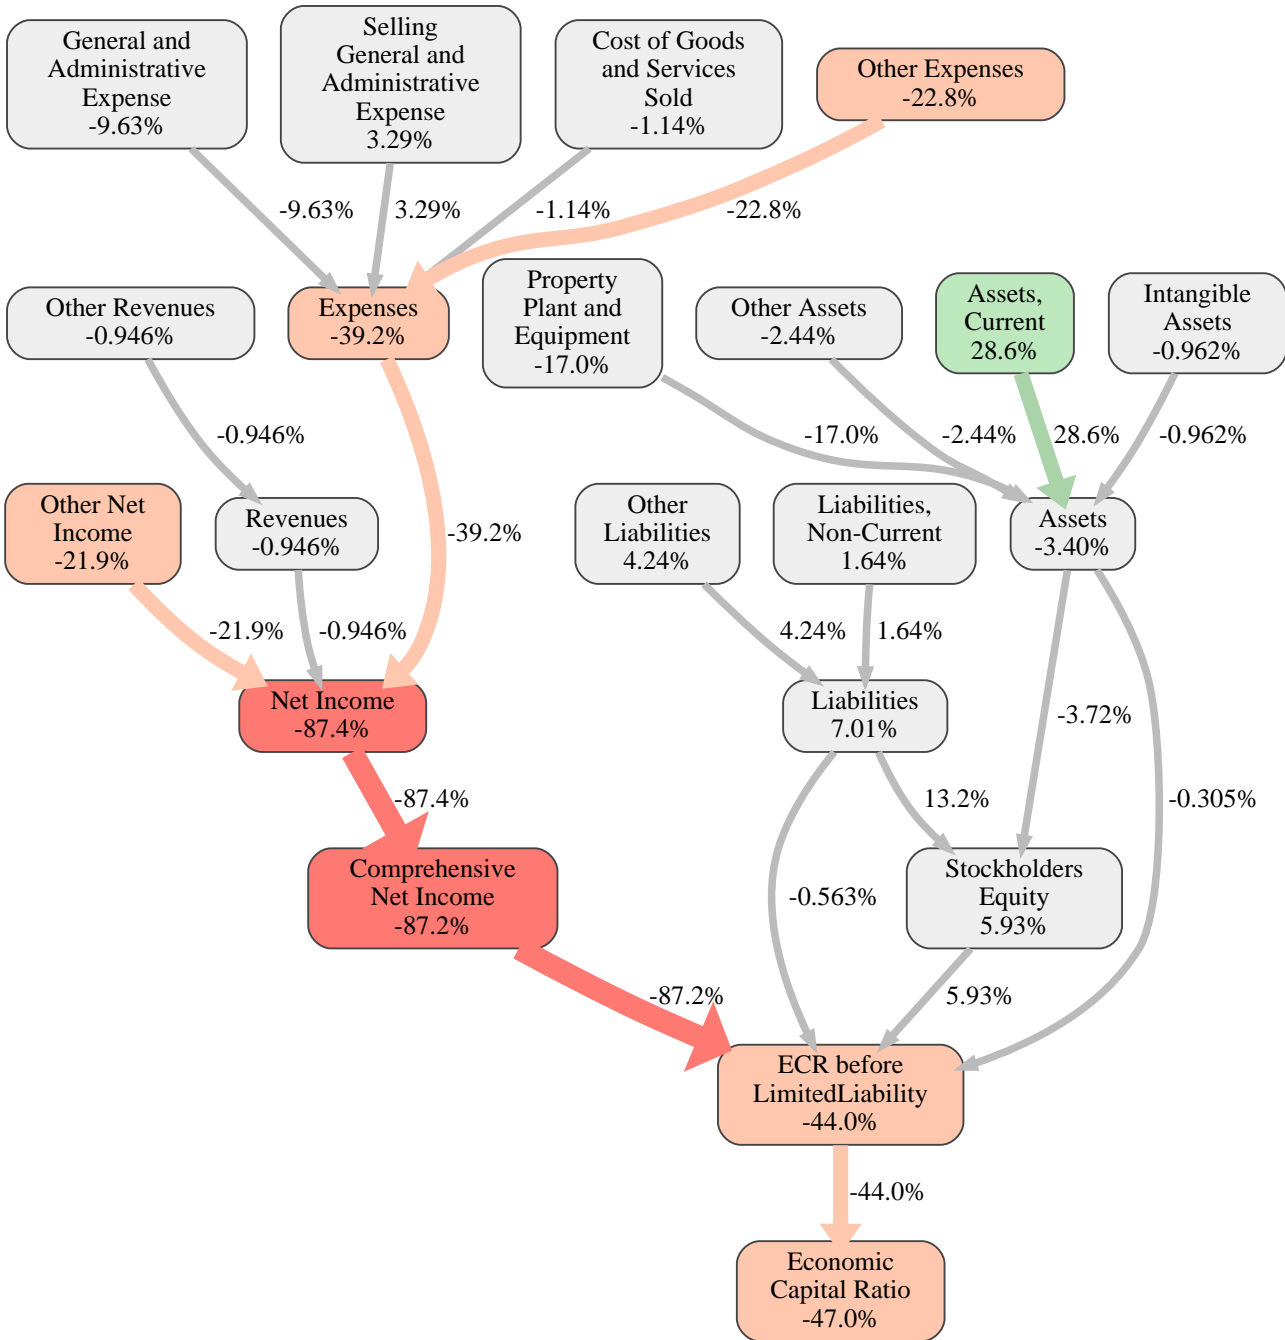 General and
Administrative
Expense
-9.63%
Selling
General and
Administrative
Expense
3.29%
Cost of Goods
and Services
Sold
-1.14%
Other Expenses
-22.8%
-9.63%
3.29%
-1.14%
-22.8%
Other Revenues
-0.946%
Expenses
-39.2%
Property
Plant and
Equipment
-17.0%
Other Assets
-2.44%
Assets,
Current
28.6%
Intangible
Assets
-0.962%
-0.946%
-17.0%
-2.44%
28.6%
-0.962%
Other Net
Income
-21.9%
Revenues
-0.946%
-39.2%
Other
Liabilities
4.24%
Liabilities,
Non-Current
1.64%
Assets
-3.40%
-21.9%
-0.946%
4.24%
1.64%
Net Income
-87.4%
Liabilities
7.01%
-3.72%
-87.4%
13.2%
-0.305%
Comprehensive
Net Income
-87.2%
-0.563%
Stockholders
Equity
5.93%
-87.2%
5.93%
ECR before
LimitedLiability
-44.0%
-44.0%
Economic
Capital Ratio
-47.0%